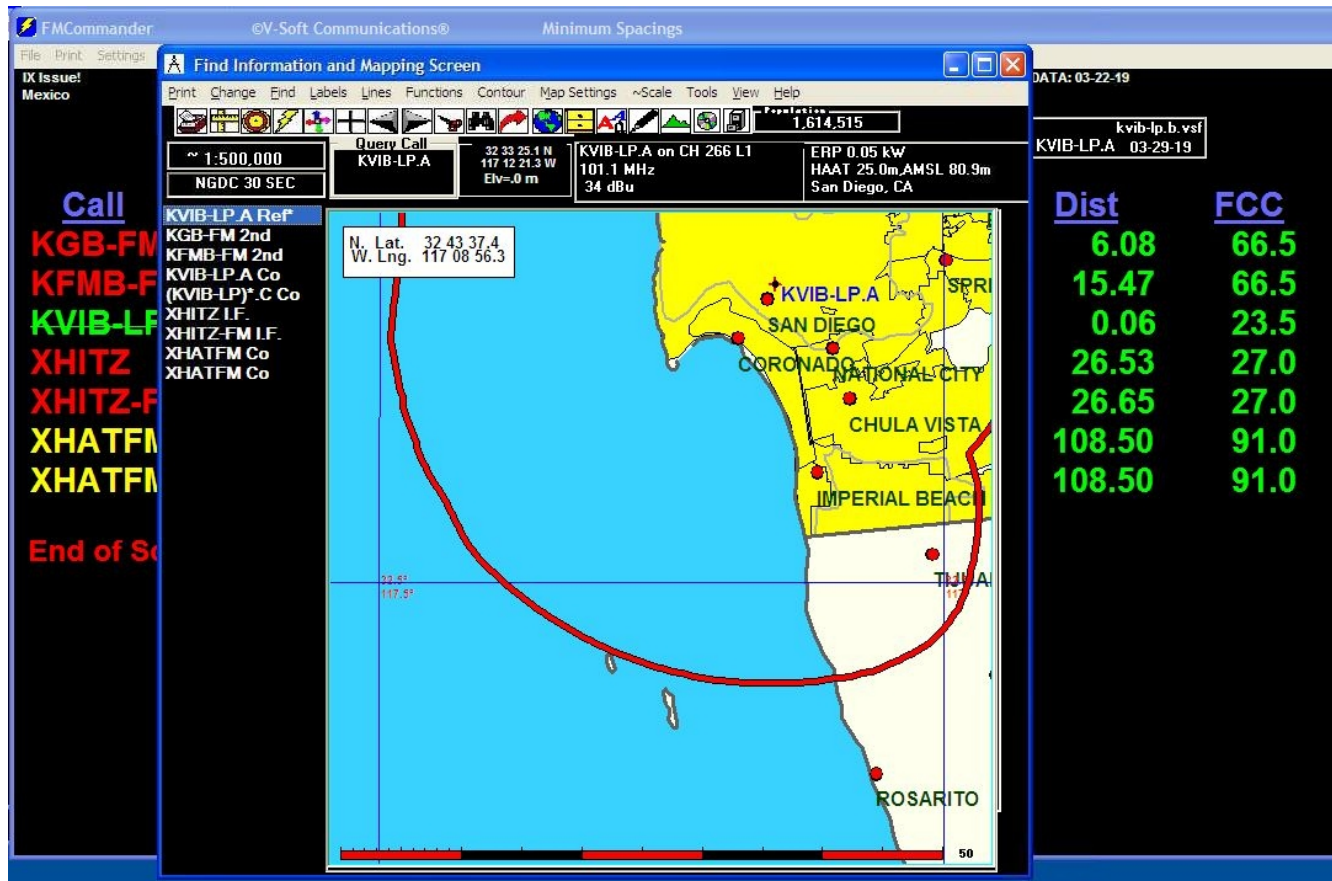 FMCommander ©V-Soft Communications® Minimum Spacings
File Print Settings
IX Issue!
Mexico
DATA: 03-22-19
kvib-lp.b.vsf
KVIB-LP.A 03-29-19
Call
KGB-FM
KFMB-F
KVIB-LP
XHITZ
XHITZ-F
XHATFM
XHATFM
End of
Find Information and Mapping Screen
Print Change Find Labels Lines Functions Contour Map Settings ~Scale Tools View Help
Population
1,614,515
~ 1:500,000
NGDC 30 SEC
Query Call
KVIB-LP.A
32 33 25.1 N
117 12 21.3 W
Elv=.0 m
KVIB-LP.A on CH 266 L1
101.1 MHz
34 dBu
ERP 0.05 kW
HAAT 25.0m,AMSL 80.9m
San Diego, CA
KVIB-LP.A Ref*
KGB-FM 2nd
KFMB-FM 2nd
KVIB-LP.A Co
(KVIB-LP)*.C Co
XHITZ I.F.
XHITZ-FM I.F.
XHATFM Co
XHATFM Co
N. Lat. 32 43 37.4
W. Lng. 117 08 56.3
SPRI
KVIB-LP.A
SAN DIEGO
CORONADO
NATIONAL CITY
CHULA VISTA
IMPERIAL BEACH
32.5°
117.5°
TIJUA
ROSARITO
50
Dist FCC
6.08 66.5
15.47 66.5
0.06 23.5
26.53 27.0
26.65 27.0
108.50 91.0
108.50 91.0